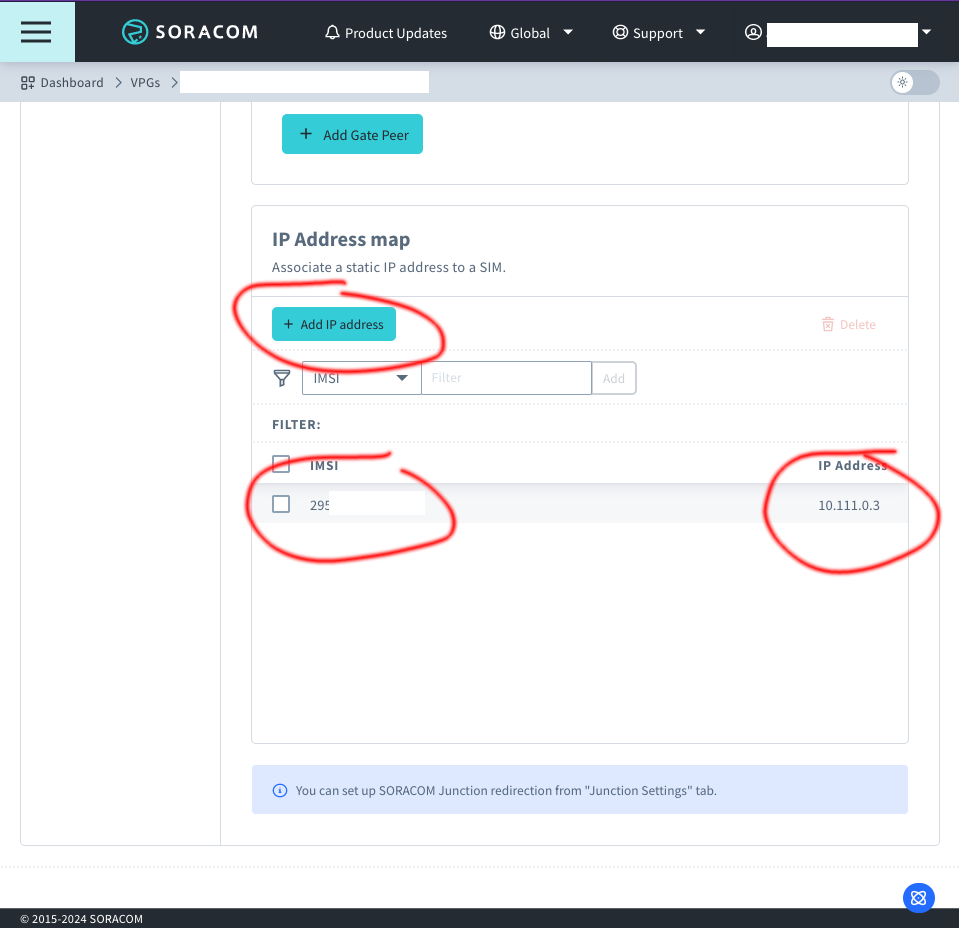 SORACOM
Product Updates
Global
Support
Dashboard > VPGs >
+ Add Gate Peer
IP Address map
Associate a static IP address to a SIM.
+ Add IP address
Delete
IMSI
Filter
Add
FILTER:
IMSI
IP Address
295
10.111.0.3
You can set up SORACOM Junction redirection from "Junction Settings" tab.
© 2015-2024 SORACOM